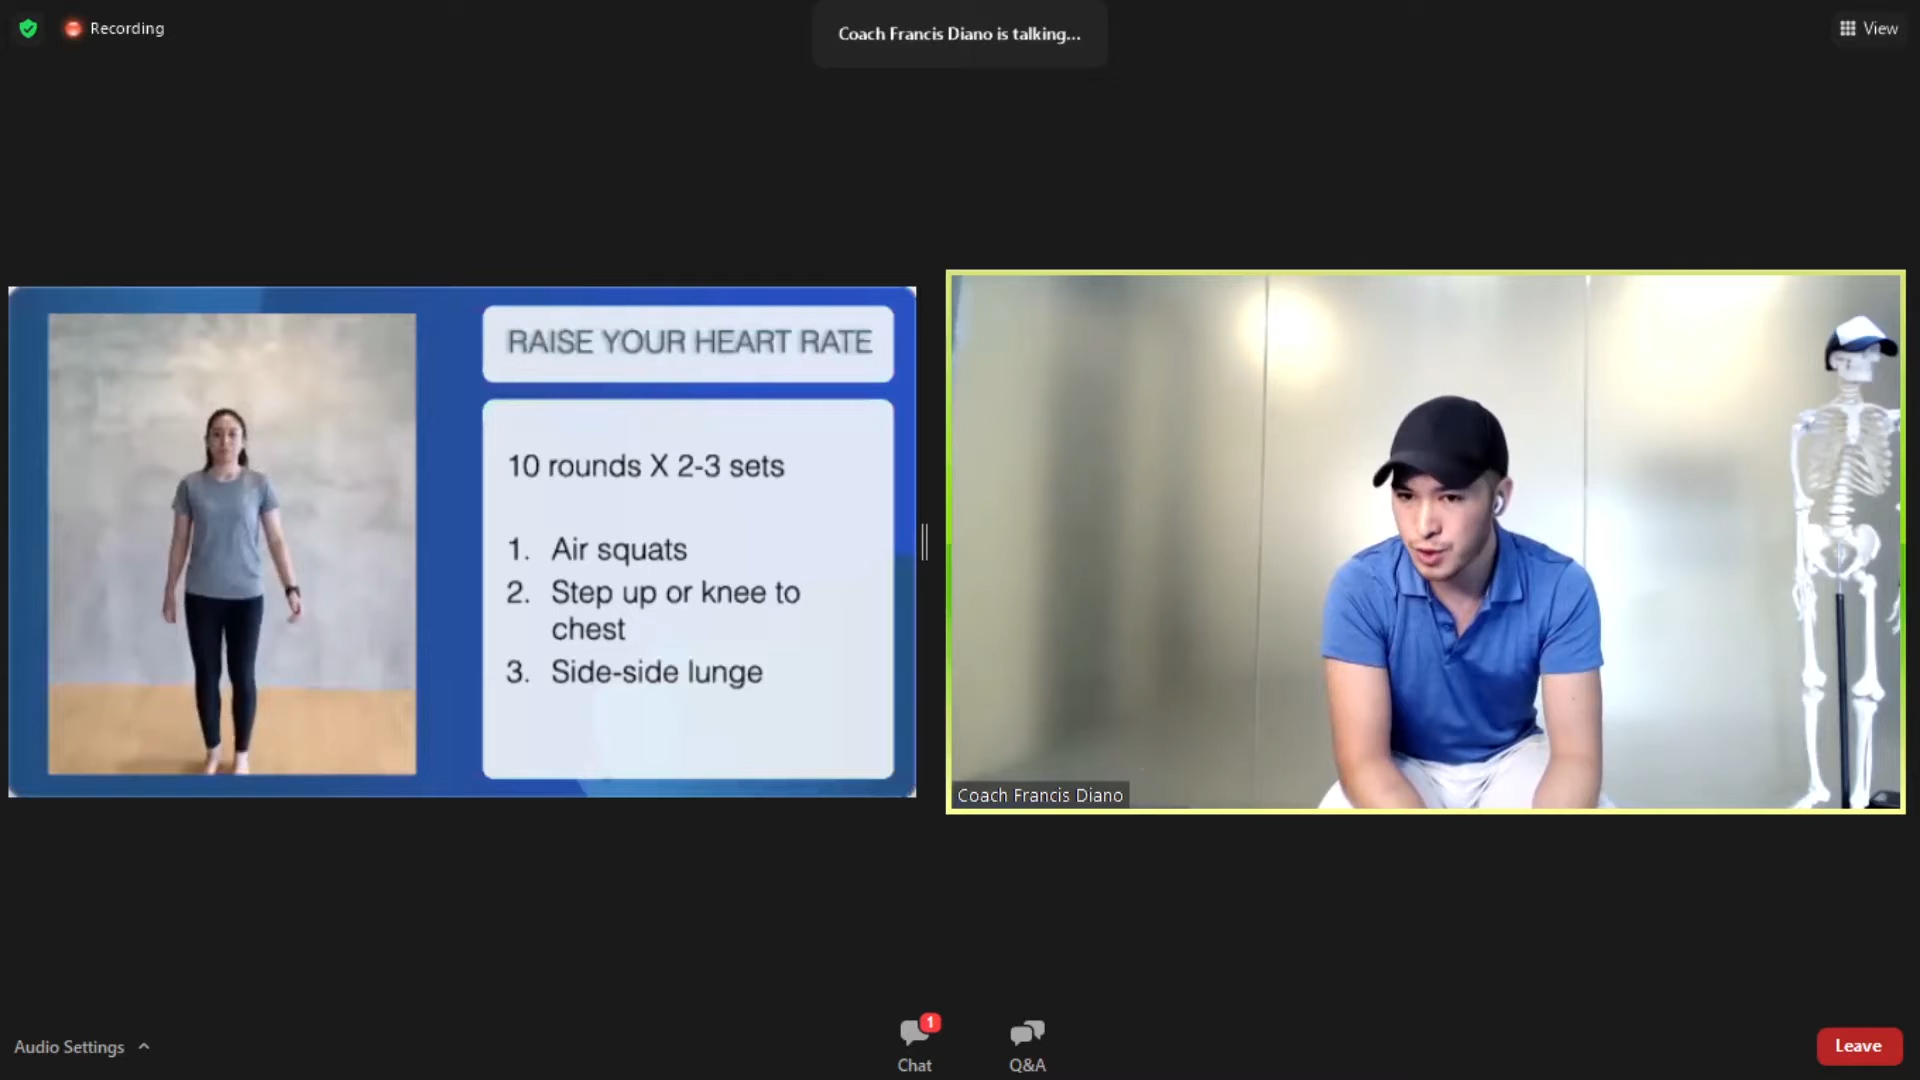 Recording
Coach Francis Diano is talking...
View
RAISE YOUR HEART RATE
10 rounds X 2-3 sets
1. Air squats
2. Step up or knee to
chest
3. Side-side lunge
Coach Francis Diano
Audio Settings
1
Chat
Q&A
Leave